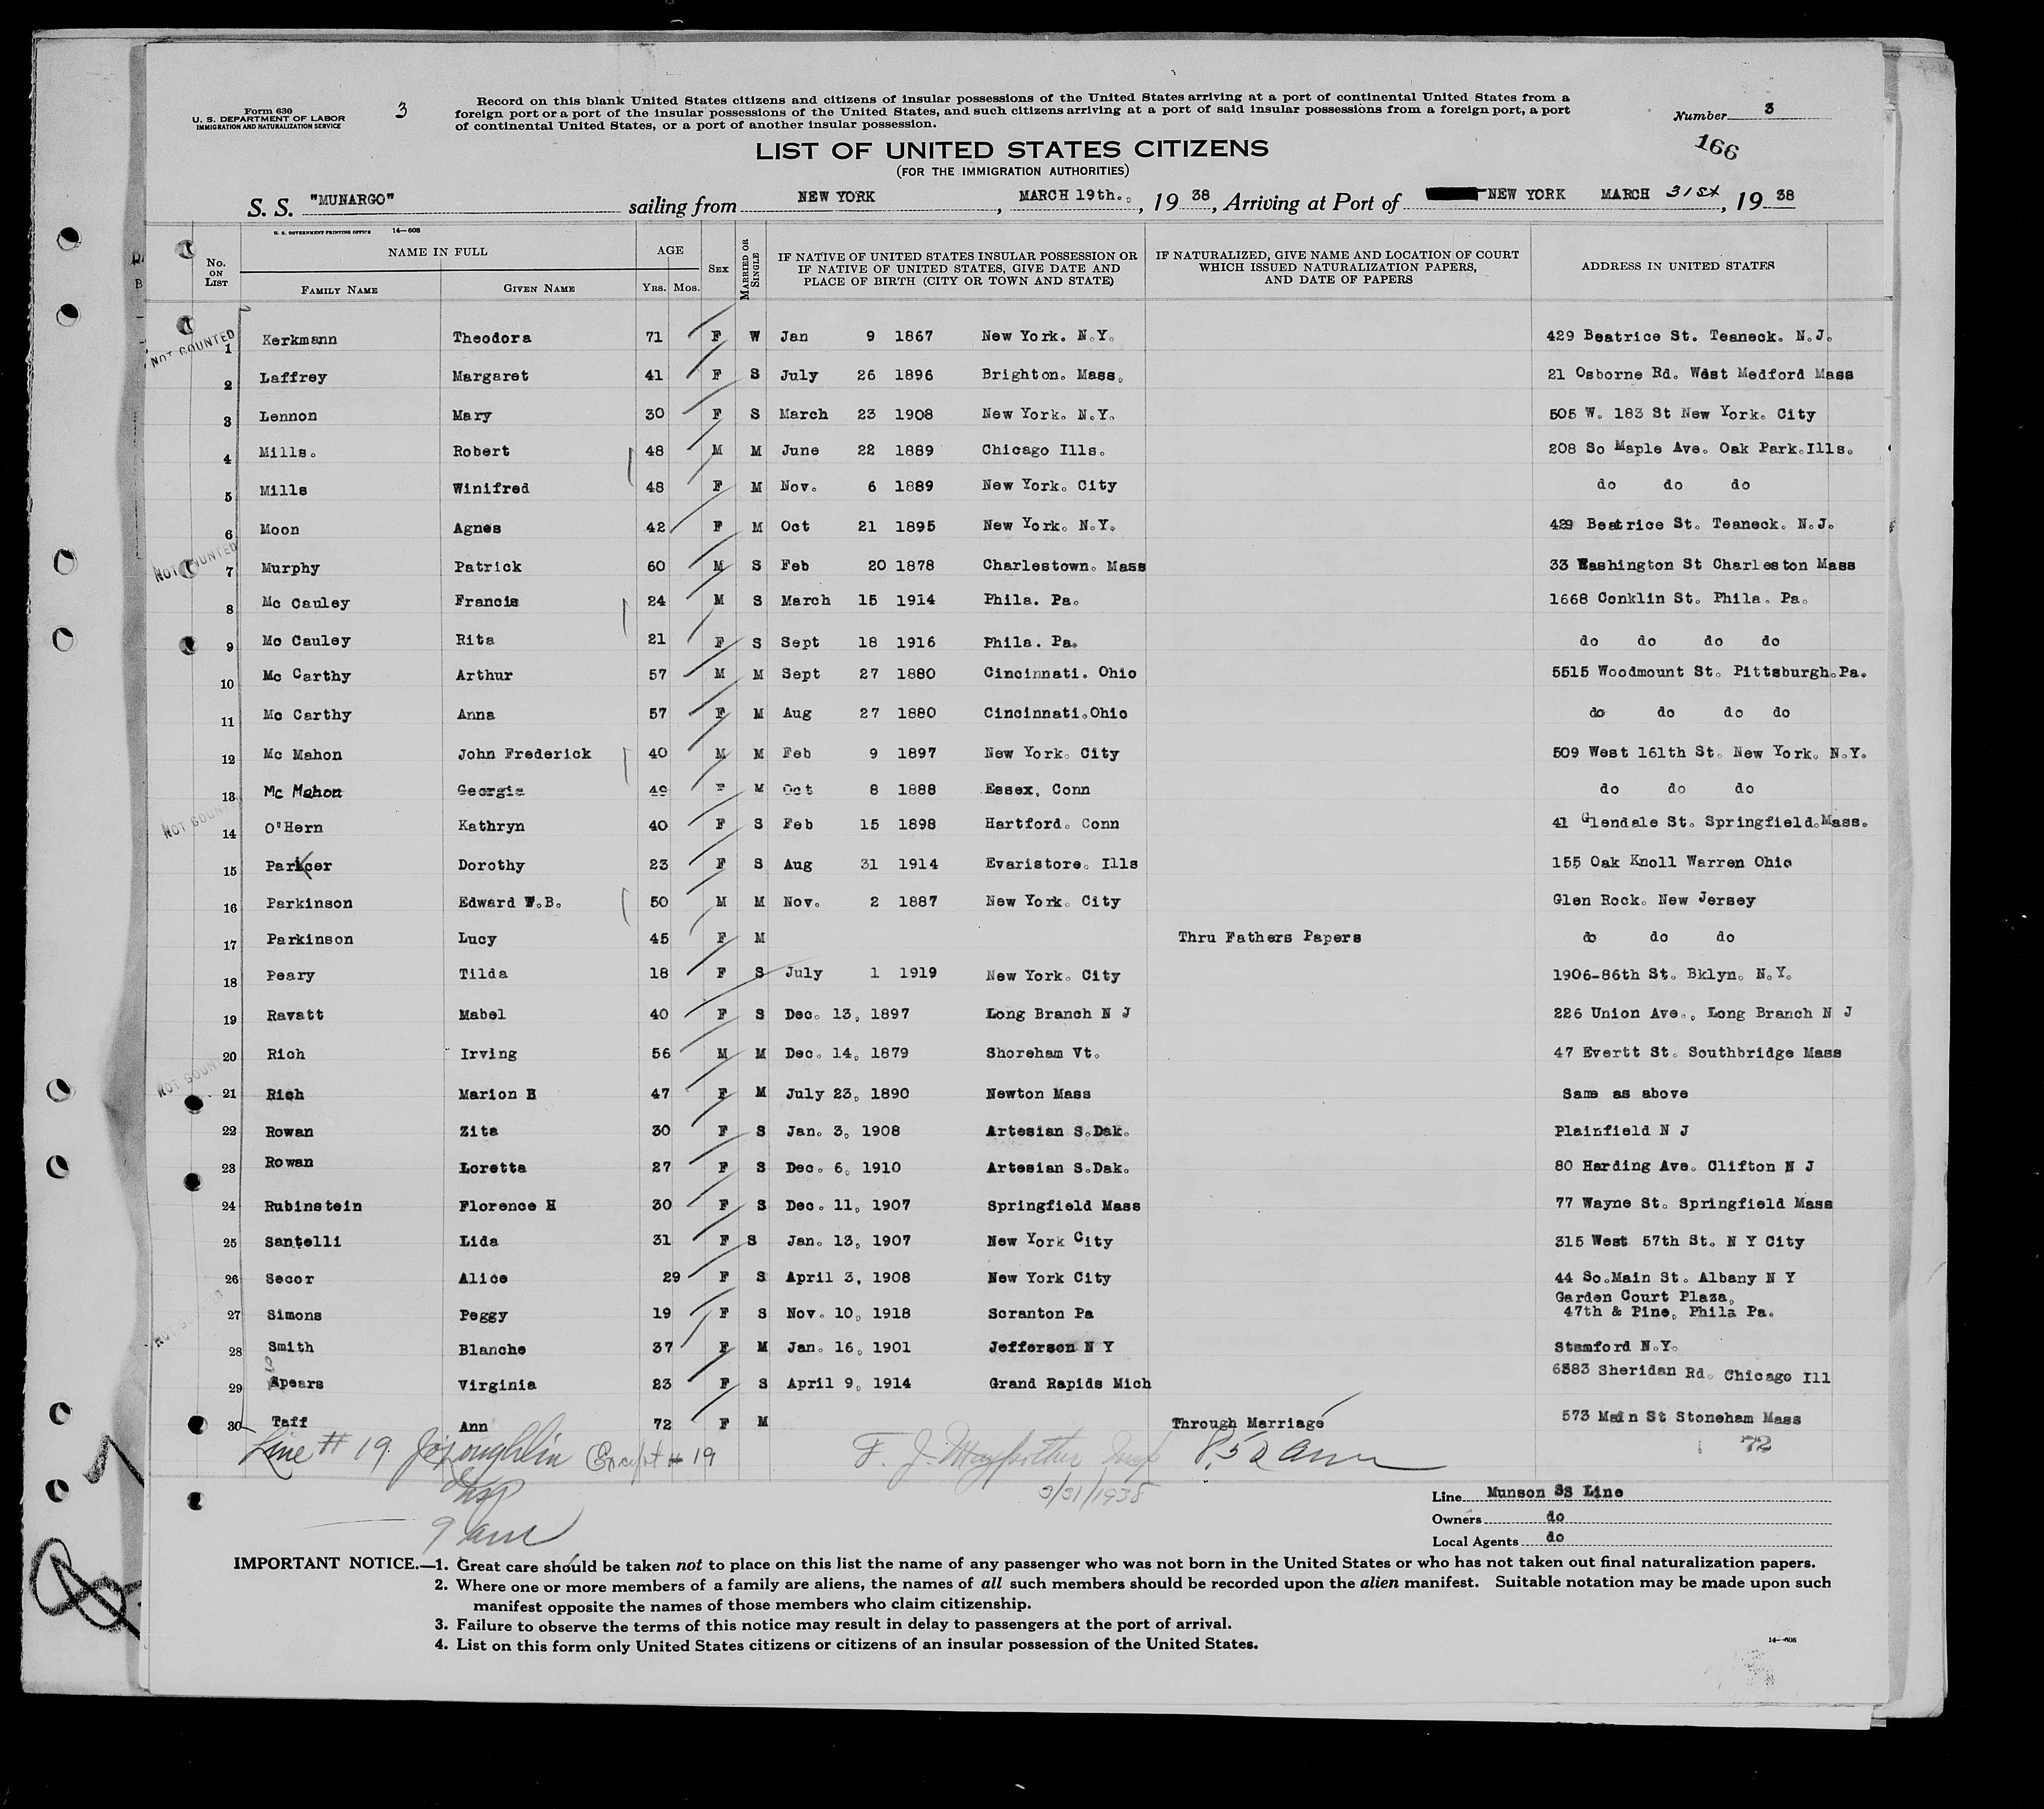 Form 630
U. S. DEPARTMENT OF LABOR
IMMIGRATION AND NATURALIZATION SERVICE
3
Record on this blank United States citizens and citizens of insular possessions of the United States arriving at a port of continental United States from a
foreign port or a port of the insular possessions of the United States, and such citizens arriving at a port of said insular possessions from a foreign port, a port
of continental United States, or a port of another insular possession.
Number 3
166
LIST OF UNITED STATES CITIZENS
(FOR THE IMMIGRATION AUTHORITIES)
S. S. "MUNARGO" sailing from NEW YORK, MARCH 19th., 19 38, Arriving at Port of NEW YORK MARCH 31st, 19 38
U. S. GOVERNMENT PRINTING OFFICE 14—608
No. ON LIST NAME IN FULL FAMILY NAME GIVEN NAME AGE YRS. MOS. SEX MARRIED OR SINGLE IF NATIVE OF UNITED STATES INSULAR POSSESSION OR IF NATIVE OF UNITED STATES, GIVE DATE AND PLACE OF BIRTH (CITY OR TOWN AND STATE) IF NATURALIZED, GIVE NAME AND LOCATION OF COURT WHICH ISSUED NATURALIZATION PAPERS, AND DATE OF PAPERS ADDRESS IN UNITED STATES
NOT COUNTED
1 Kerkmann Theodora 71 F W Jan 9 1867 New York. N.Y. 429 Beatrice St. Teaneck. N.J.
2 Laffrey Margaret 41 F S July 26 1896 Brighton. Mass. 21 Osborne Rd. West Medford Mass
3 Lennon Mary 30 F S March 23 1908 New York. N.Y. 505 W. 183 St New York. City
4 Mills. Robert 48 M M June 22 1889 Chicago Ills. 208 So Maple Ave. Oak Park.Ills.
5 Mills Winifred 48 F M Nov. 6 1889 New York. City do do do
6 Moon Agnes 42 F M Oct 21 1895 New York. N.Y. 429 Beatrice St. Teaneck. N.J.
NOT COUNTED
7 Murphy Patrick 60 M S Feb 20 1878 Charlestown. Mass 33 Washington St Charleston Mass
8 Mc Cauley Francis 24 M S March 15 1914 Phila. Pa. 1668 Conklin St. Phila. Pa.
9 Mc Cauley Rita 21 F S Sept 18 1916 Phila. Pa. do do do do
10 Mc Carthy Arthur 57 M M Sept 27 1880 Cincinnati. Ohio 5515 Woodmount St. Pittsburgh.Pa.
11 Mc Carthy Anna 57 F M Aug 27 1880 Cincinnati.Ohio do do do do
12 Mc Mahon John Frederick 40 M M Feb 9 1897 New York. City 509 West 161th St. New York. N.Y.
13 Mc Mahon Georgia 49 F M Oct 8 1888 Essex, Conn do do do
NOT COUNTED
14 O'Hern Kathryn 40 F S Feb 15 1898 Hartford. Conn 41 Glendale St. Springfield.Mass.
15 Parker Dorothy 23 F S Aug 31 1914 Evaristore. Ills 155 Oak Knoll Warren Ohio
16 Parkinson Edward W.B. 50 M M Nov. 2 1887 New York. City Glen Rock. New Jersey
17 Parkinson Lucy 45 F M Thru Fathers Papers do do do
18 Peary Tilda 18 F S July 1 1919 New York. City 1906-86th St. Bklyn. N.Y.
19 Ravatt Mabel 40 F S Dec. 13, 1897 Long Branch N J 226 Union Ave., Long Branch N J
20 Rich Irving 56 M M Dec. 14, 1879 Shoreham Vt. 47 Evertt St. Southbridge Mass
NOT COUNTED
21 Rich Marion H 47 F M July 23, 1890 Newton Mass Same as above
22 Rowan Zita 30 F S Jan. 3, 1908 Artesian S.Dak. Plainfield N J
23 Rowan Loretta 27 F S Dec. 6, 1910 Artesian S.Dak. 80 Harding Ave. Clifton N J
24 Rubinstein Florence H 30 F S Dec. 11, 1907 Springfield Mass 77 Wayne St. Springfield Mass
25 Santelli Lida 31 F S Jan. 13, 1907 New York City 315 West 57th St. N Y City
26 Secor Alice 29 F S April 3, 1908 New York City 44 So.Main St. Albany N Y
27 Simons Peggy 19 F S Nov. 10, 1918 Scranton Pa Garden Court Plaza, 47th & Pine, Phila Pa.
28 Smith Blanche 37 F M Jan. 16, 1901 Jefferson N Y Stamford N.Y.
29 Spears Virginia 23 F S April 9, 1914 Grand Rapids Mich 6383 Sheridan Rd. Chicago Ill
30 Taff Ann 72 F M Through Marriage 573 Main St Stoneham Mass
72
Line # 19. J. O'Loughlin Except # 19
Insp
9 am
F. J. Insp
3/31/1938
8,50 am
Line Munson SS Line
Owners do
Local Agents do
IMPORTANT NOTICE.—1. Great care should be taken not to place on this list the name of any passenger who was not born in the United States or who has not taken out final naturalization papers.
2. Where one or more members of a family are aliens, the names of all such members should be recorded upon the alien manifest. Suitable notation may be made upon such
manifest opposite the names of those members who claim citizenship.
3. Failure to observe the terms of this notice may result in delay to passengers at the port of arrival.
4. List on this form only United States citizens or citizens of an insular possession of the United States.
14—608